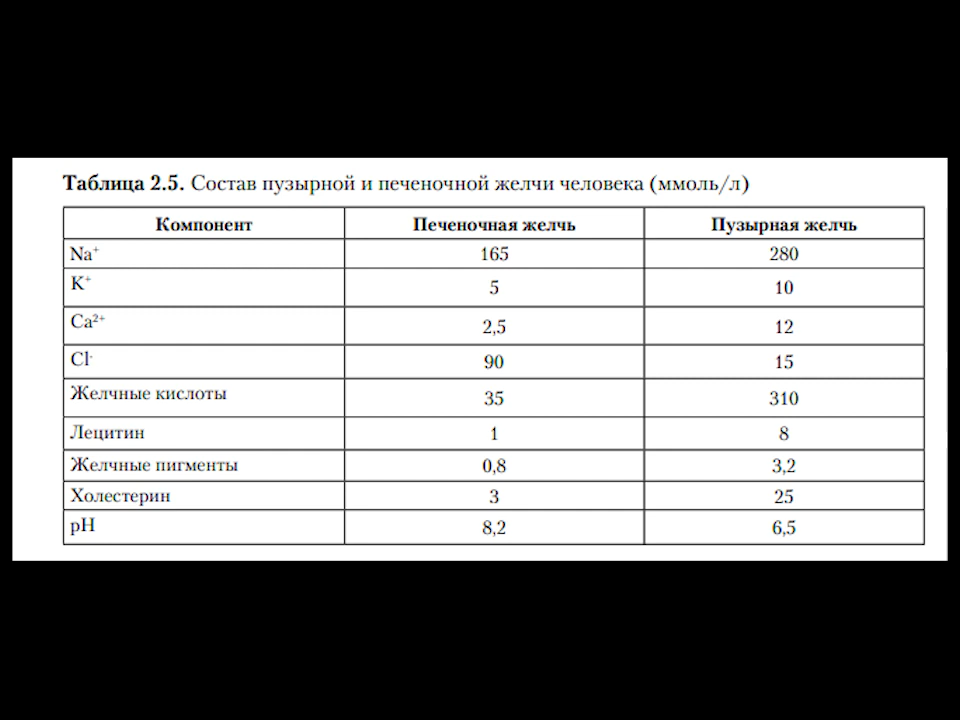 Таблица 2.5. Состав пузырной и печеночной желчи человека (ммоль/л)
Компонент Печеночная желчь Пузырная желчь
Na⁺ 165 280
K⁺ 5 10
Ca²⁺ 2,5 12
Cl⁻ 90 15
Желчные кислоты 35 310
Лецитин 1 8
Желчные пигменты 0,8 3,2
Холестерин 3 25
pH 8,2 6,5